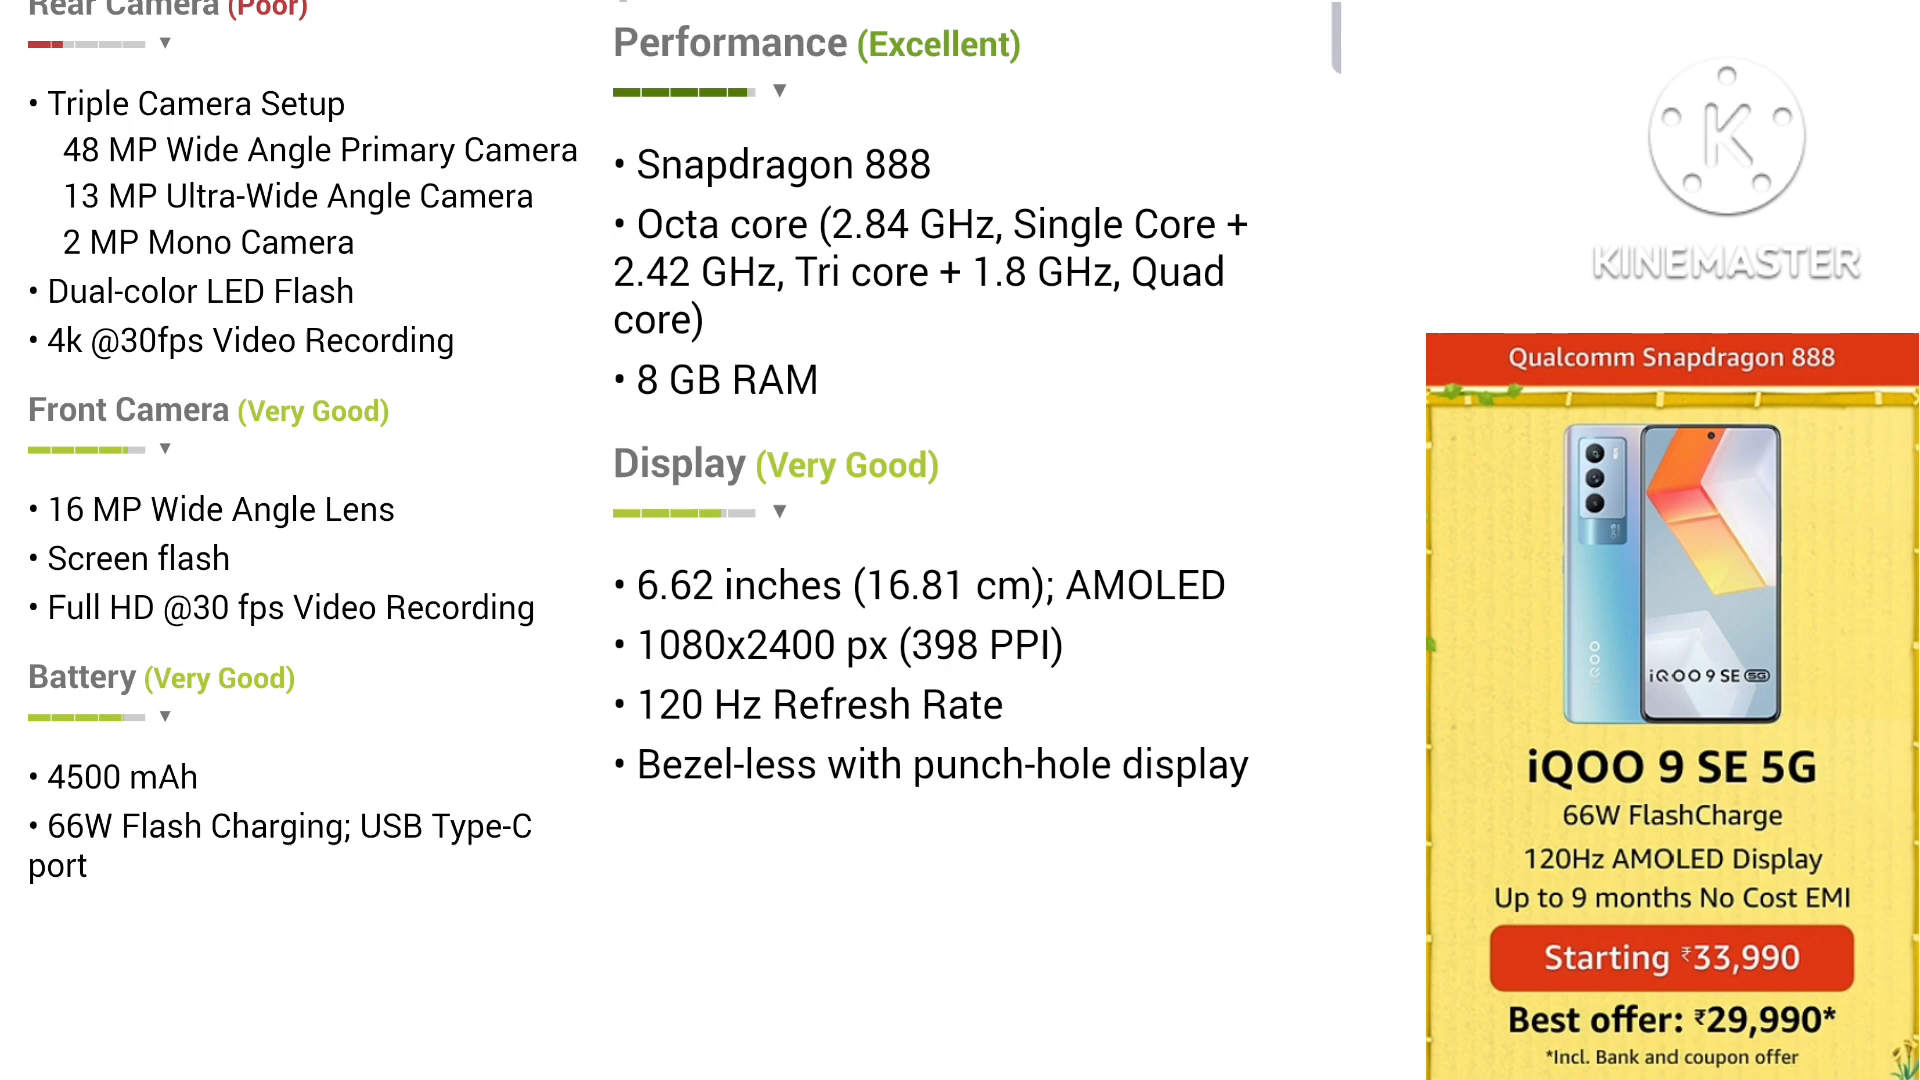 Rear Camera (Poor)
• Triple Camera Setup
48 MP Wide Angle Primary Camera
13 MP Ultra-Wide Angle Camera
2 MP Mono Camera
• Dual-color LED Flash
• 4k @30fps Video Recording
Front Camera (Very Good)
• 16 MP Wide Angle Lens
• Screen flash
• Full HD @30 fps Video Recording
Battery (Very Good)
• 4500 mAh
• 66W Flash Charging; USB Type-C
port
Performance (Excellent)
• Snapdragon 888
• Octa core (2.84 GHz, Single Core +
2.42 GHz, Tri core + 1.8 GHz, Quad
core)
• 8 GB RAM
Display (Very Good)
• 6.62 inches (16.81 cm); AMOLED
• 1080x2400 px (398 PPI)
• 120 Hz Refresh Rate
• Bezel-less with punch-hole display
K
KINEMASTER
Qualcomm Snapdragon 888
iQOO
iQOO 9 SE 5G
iQOO 9 SE 5G
66W FlashCharge
120Hz AMOLED Display
Up to 9 months No Cost EMI
Starting ₹33,990
Best offer: ₹29,990*
*Incl. Bank and coupon offer